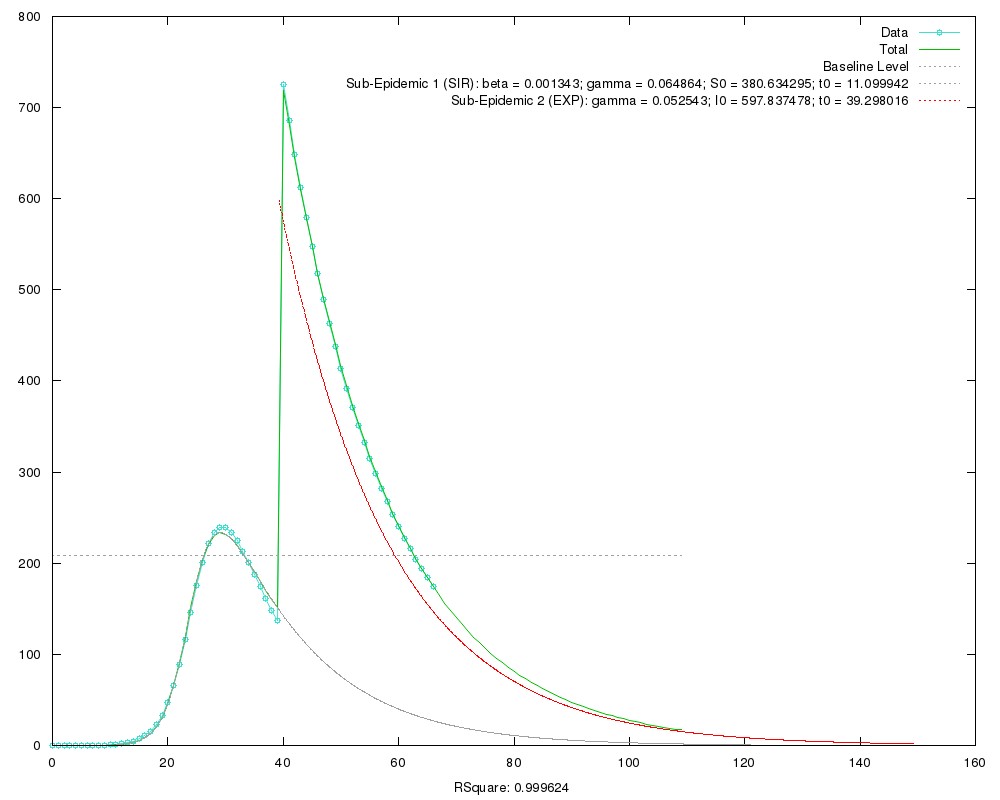 800
700
600
500
400
300
200
100
0
Data
Total
Baseline Level
Sub-Epidemic 1 (SIR): beta = 0.001343; gamma = 0.064864; S0 = 380.634295; t0 = 11.099942
Sub-Epidemic 2 (EXP): gamma = 0.052543; I0 = 597.837478; t0 = 39.298016
0 20 40 60 80 100 120 140 160
RSquare: 0.999624